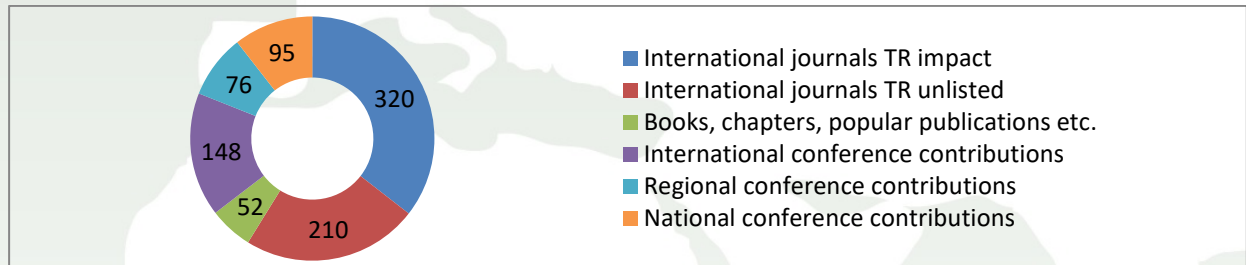 95
76
320
148
52
210
International journals TR impact
International journals TR unlisted
Books, chapters, popular publications etc.
International conference contributions
Regional conference contributions
National conference contributions